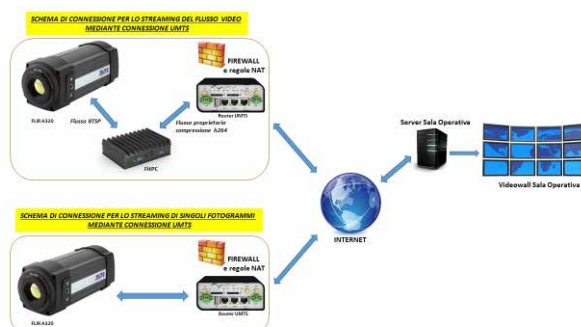 SCHEMA DI CONNESSIONE PER LO STREAMING DEL FLUSSO VIDEO
MEDIANTE CONNESSIONE UMTS
FIREWALL
e regole NAT
Router UMTS
FLIR A320
Flusso RTSP
Flusso proprietario
compressione h264
FitPC
Server Sala Operativa
Videowall Sala Operativa
INTERNET
SCHEMA DI CONNESSIONE PER LO STREAMING DI SINGOLI FOTOGRAMMI
MEDIANTE CONNESSIONE UMTS
FIREWALL
e regole NAT
Router UMTS
FLIR A320